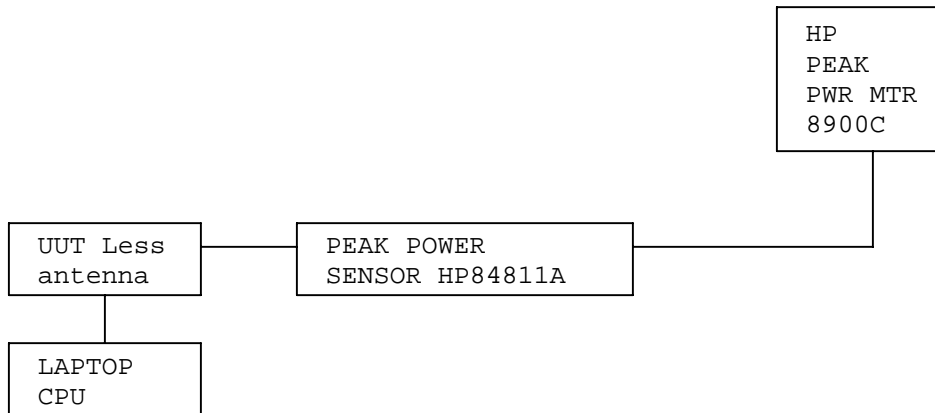 HP
PEAK
PWR MTR
8900C
UUT Less
antenna
PEAK POWER
SENSOR HP84811A
LAPTOP
CPU